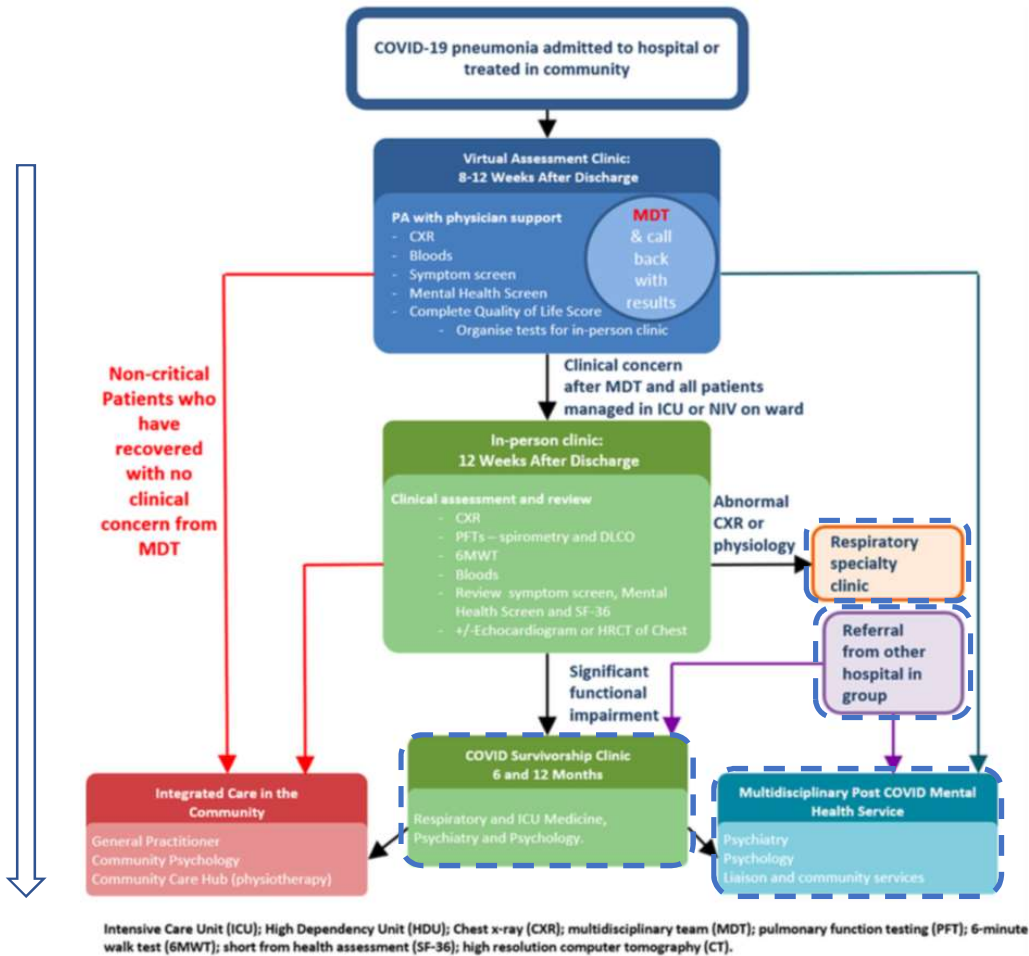 COVID-19 pneumonia admitted to hospital or
treated in community
Virtual Assessment Clinic:
8-12 Weeks After Discharge
PA with physician support
- CXR
- Bloods
- Symptom screen
- Mental Health Screen
- Complete Quality of Life Score
- Organise tests for in-person clinic
MDT
& call
back
with
results
Non-critical
Patients who
have
recovered
with no
clinical
concern from
MDT
Clinical concern
after MDT and all patients
managed in ICU or NIV on ward
In-person clinic:
12 Weeks After Discharge
Clinical assessment and review
- CXR
- PFTs – spirometry and DLCO
- 6MWT
- Bloods
- Review symptom screen, Mental
Health Screen and SF-36
- +/-Echocardiogram or HRCT of Chest
Abnormal
CXR or
physiology
Respiratory
specialty
clinic
Referral
from other
hospital in
group
Significant
functional
impairment
COVID Survivorship Clinic
6 and 12 Months
Respiratory and ICU Medicine,
Psychiatry and Psychology.
Integrated Care in the
Community
General Practitioner
Community Psychology
Community Care Hub (physiotherapy)
Multidisciplinary Post COVID Mental
Health Service
Psychiatry
Psychology
Liaison and community services
Intensive Care Unit (ICU); High Dependency Unit (HDU); Chest x-ray (CXR); multidisciplinary team (MDT); pulmonary function testing (PFT); 6-minute
walk test (6MWT); short from health assessment (SF-36); high resolution computer tomography (CT).